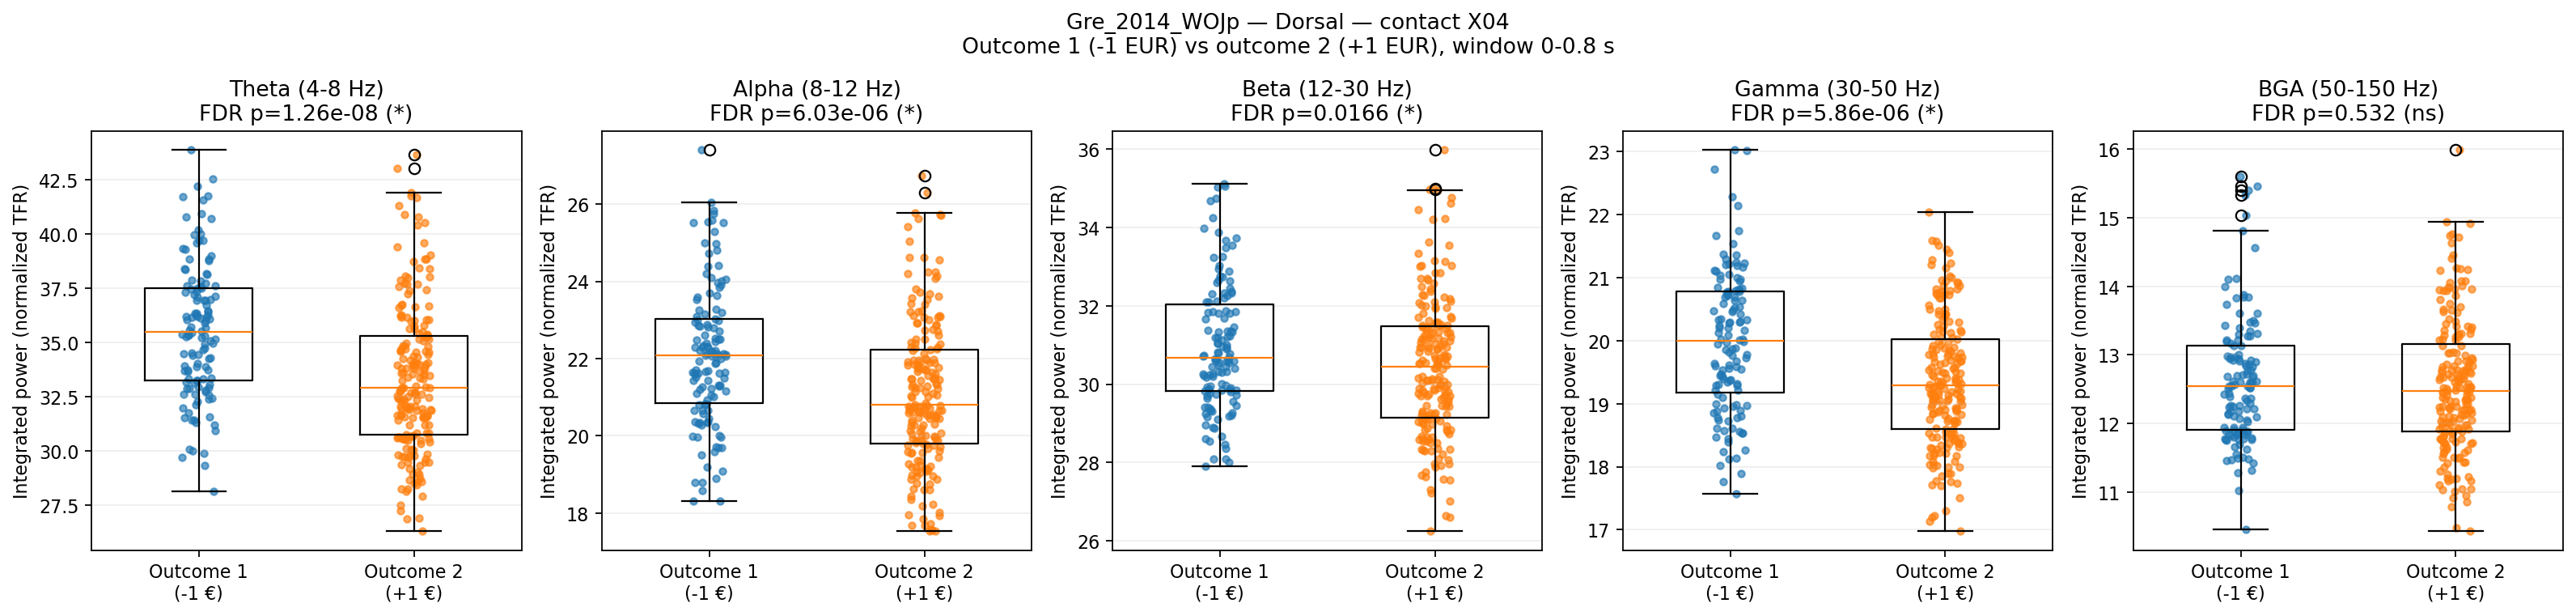 Gre_2014_WOJp — Dorsal — contact X04
Outcome 1 (-1 EUR) vs outcome 2 (+1 EUR), window 0-0.8 s
Theta (4-8 Hz)
FDR p=1.26e-08 (*)
Integrated power (normalized TFR)
42.5
40.0
37.5
35.0
32.5
30.0
27.5
Outcome 1
(-1 €)
Outcome 2
(+1 €)
Alpha (8-12 Hz)
FDR p=6.03e-06 (*)
Integrated power (normalized TFR)
26
24
22
20
18
Outcome 1
(-1 €)
Outcome 2
(+1 €)
Beta (12-30 Hz)
FDR p=0.0166 (*)
Integrated power (normalized TFR)
36
34
32
30
28
26
Outcome 1
(-1 €)
Outcome 2
(+1 €)
Gamma (30-50 Hz)
FDR p=5.86e-06 (*)
Integrated power (normalized TFR)
23
22
21
20
19
18
17
Outcome 1
(-1 €)
Outcome 2
(+1 €)
BGA (50-150 Hz)
FDR p=0.532 (ns)
Integrated power (normalized TFR)
16
15
14
13
12
11
Outcome 1
(-1 €)
Outcome 2
(+1 €)